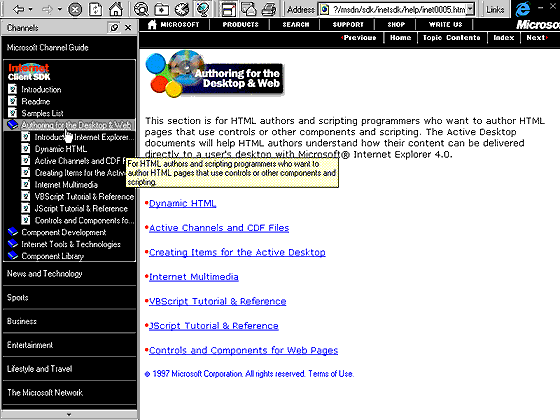 Channels
Links
Address
?/msdn/sdk/inetsdk/help/inet0005.htm
Microsoft
MICROSOFT PRODUCTS SEARCH SUPPORT SHOP WRITE US
Previous Home Topic Contents Index Next
Microsoft Channel Guide
Internet
Client SDK
Introduction
Readme
Samples List
Authoring for the Desktop & Web
Internet Explorer...
Dynamic HTML
Active Channels and CDF F
Creating Items for the Active
Internet Multimedia
VBScript Tutorial & Reference
JScript Tutorial & Reference
Controls and Components fo...
Component Development
Internet Tools & Technologies
Component Library
News and Technology
Sports
Business
Entertainment
Lifestyle and Travel
The Microsoft Network
Authoring for the
Desktop & Web
This section is for HTML authors and scripting programmers who want to author HTML
pages that use controls or other components and scripting. The Active Desktop
documents will help HTML authors understand how their content can be delivered
directly to a user's desktop with Microsoft® Internet Explorer 4.0.
For HTML authors and scripting programmers who want to
author HTML pages that use controls or other components and
scripting.
Dynamic HTML
Active Channels and CDF Files
Creating Items for the Active Desktop
Internet Multimedia
VBScript Tutorial & Reference
JScript Tutorial & Reference
Controls and Components for Web Pages
© 1997 Microsoft Corporation. All rights reserved. Terms of Use.